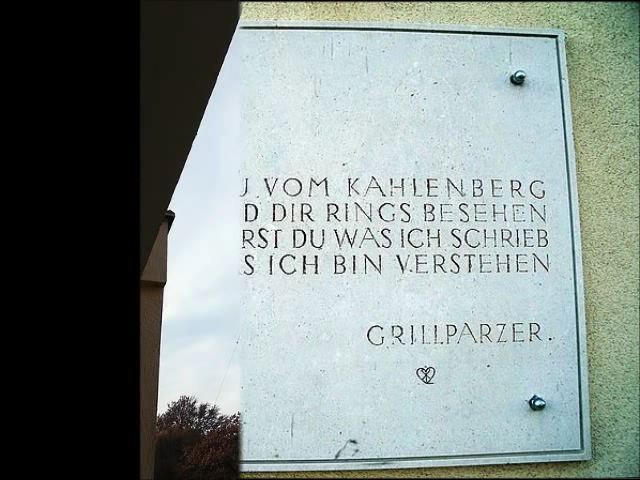 U VOM KAHLENBERG
D DIR RINGS BESEHEN
RST DU WAS ICH SCHRIEB
S ICH BIN VERSTEHEN
GRILLPARZER.